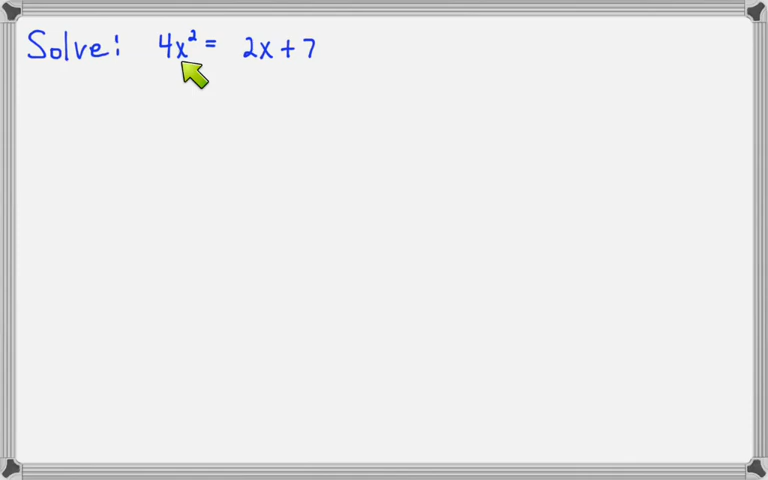 Solve: 4x² = 2x + 7